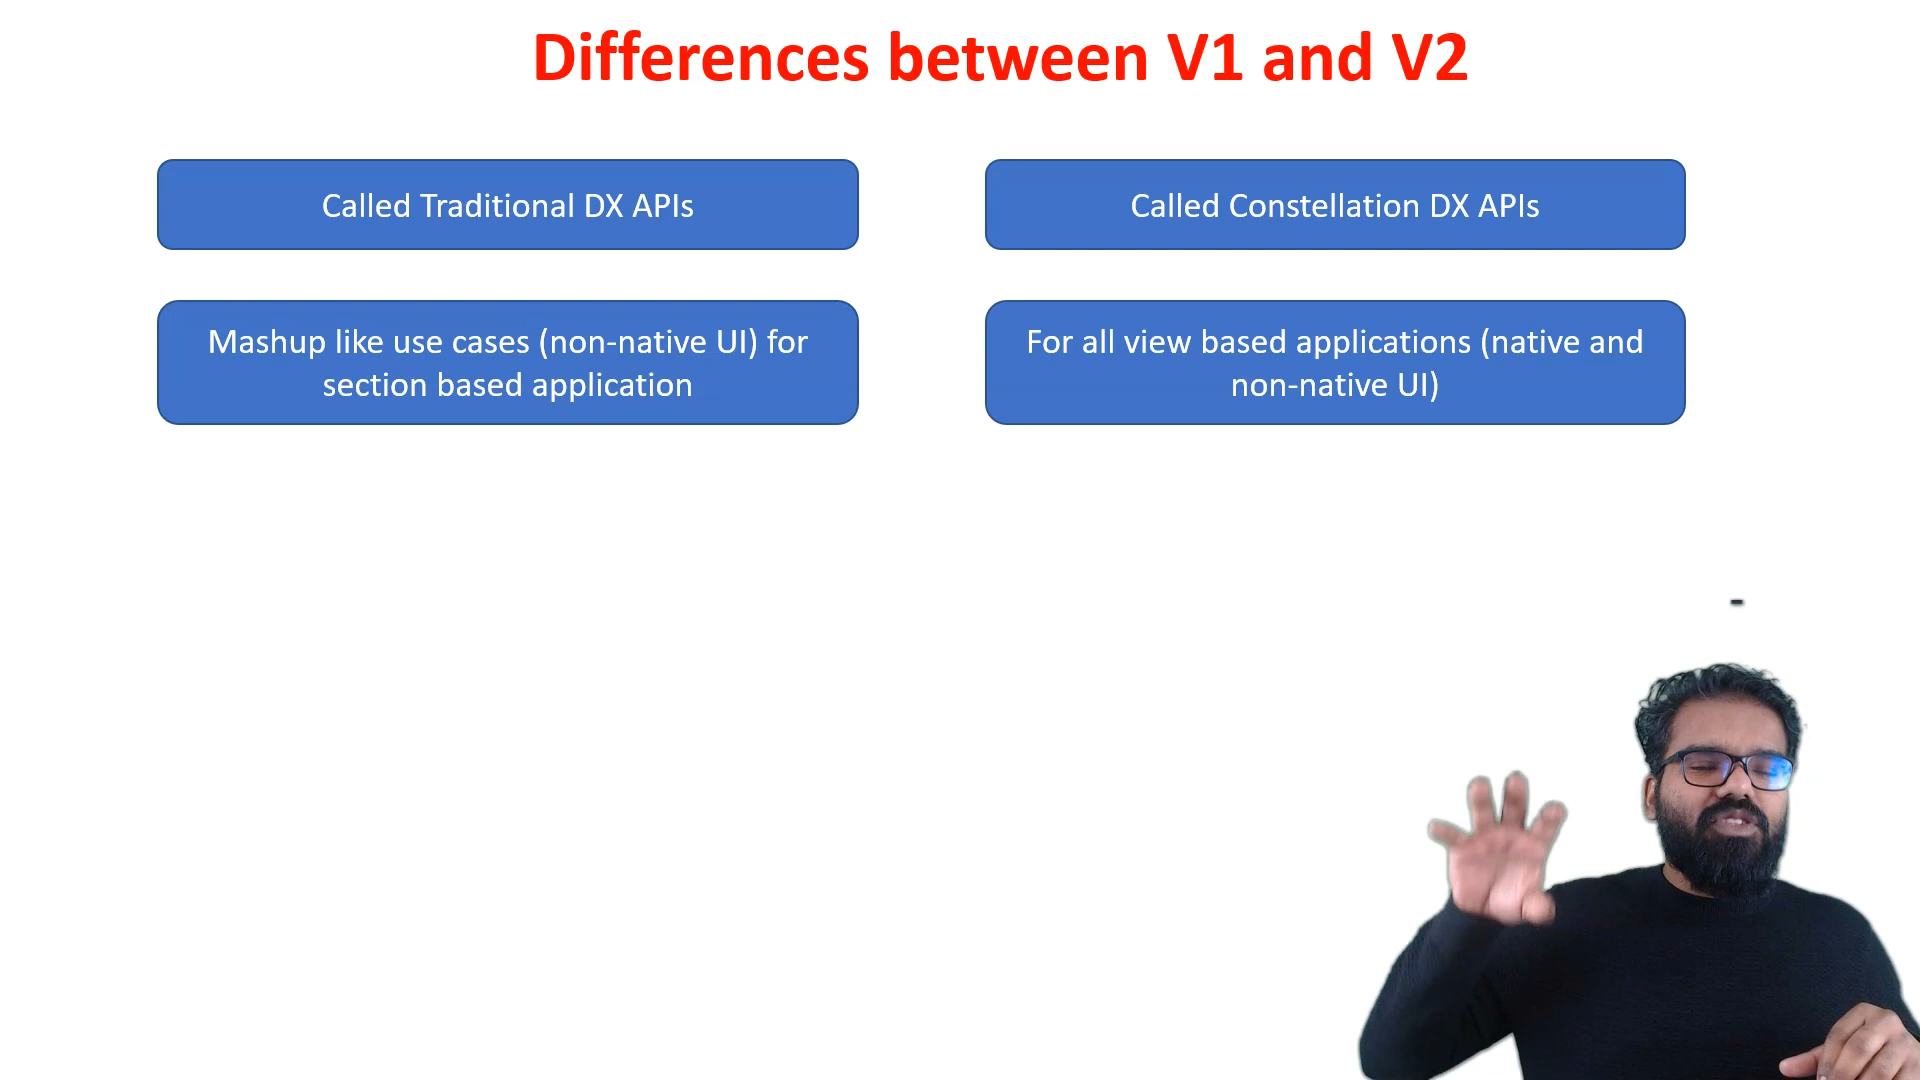 Differences between V1 and V2
Called Traditional DX APIs
Called Constellation DX APIs
Mashup like use cases (non-native UI) for
section based application
For all view based applications (native and
non-native UI)